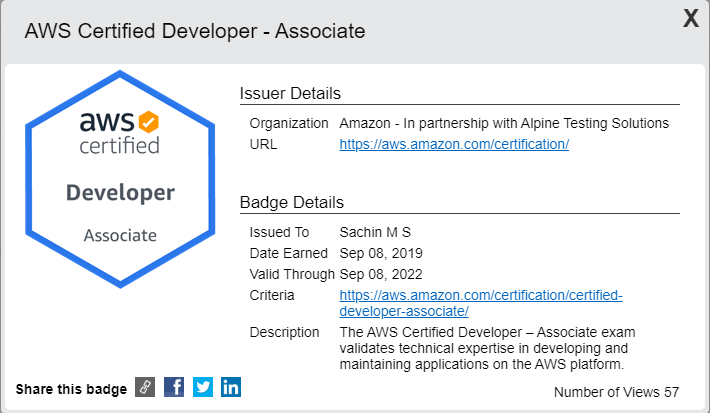 X
AWS Certified Developer - Associate
aws
certified
Developer
Associate
Issuer Details
Organization Amazon - In partnership with Alpine Testing Solutions
URL https://aws.amazon.com/certification/
Badge Details
Issued To Sachin M S
Date Earned Sep 08, 2019
Valid Through Sep 08, 2022
Criteria https://aws.amazon.com/certification/certified-
developer-associate/
Description The AWS Certified Developer – Associate exam
validates technical expertise in developing and
maintaining applications on the AWS platform.
Share this badge f in
Number of Views 57